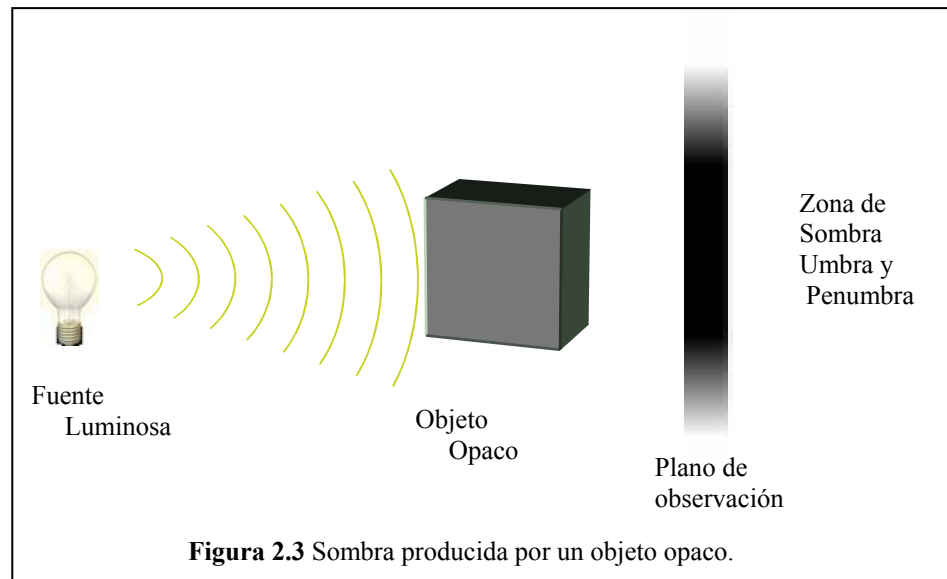 Zona de
Sombra
Umbra y
Penumbra
Fuente
Luminosa
Objeto
Opaco
Plano de
observación
Figura 2.3 Sombra producida por un objeto opaco.